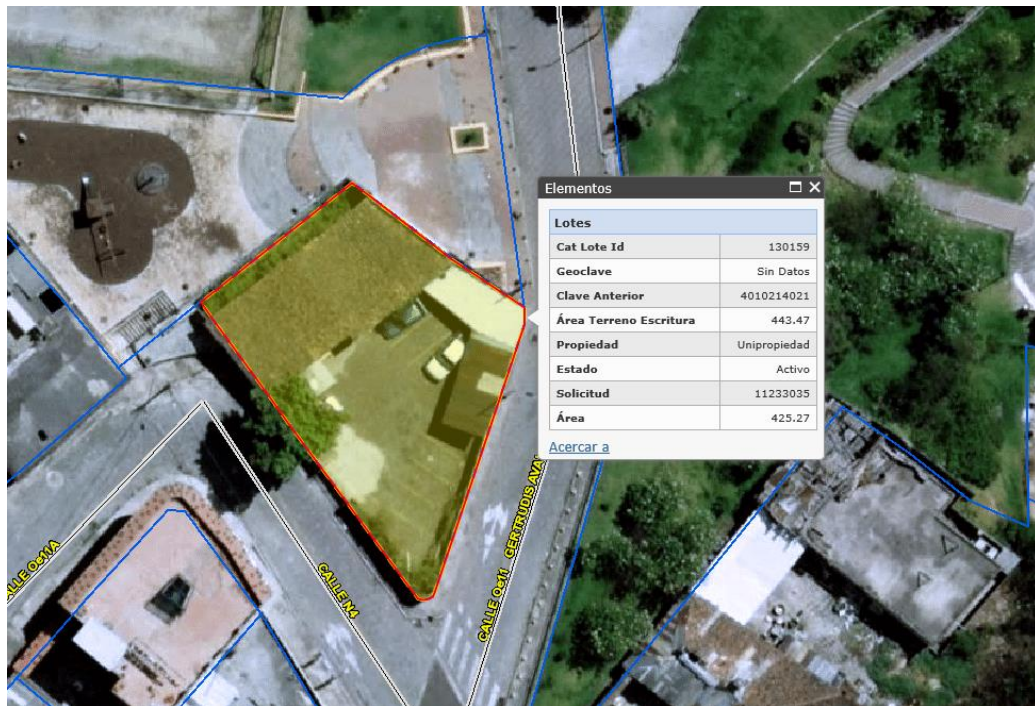 Elementos
Lotes
Cat Lote Id 130159
Geoclave Sin Datos
Clave Anterior 4010214021
Área Terreno Escritura 443.47
Propiedad Unipropiedad
Estado Activo
Solicitud 11233035
Área 425.27
Acercar a
CALLE Oe11A
CALLE N4
CALLE Oe11 GERTRUDIS